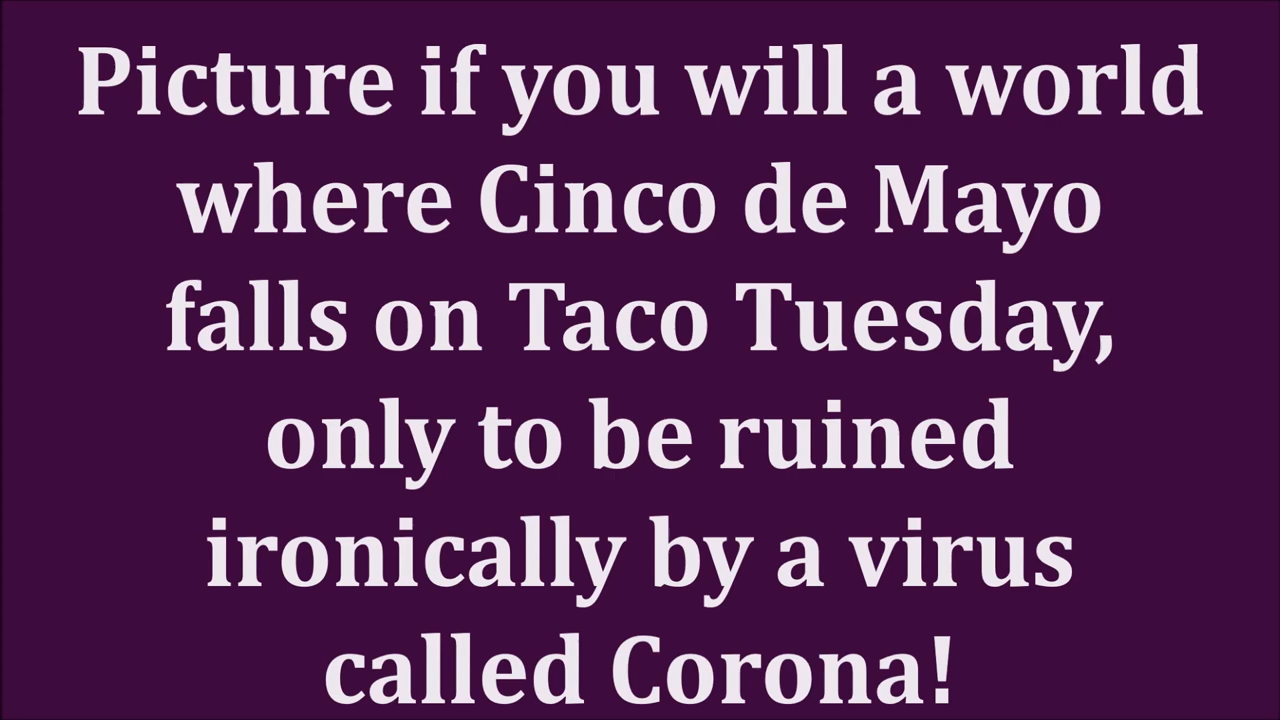 Picture if you will a world
where Cinco de Mayo
falls on Taco Tuesday,
only to be ruined
ironically by a virus
called Corona!